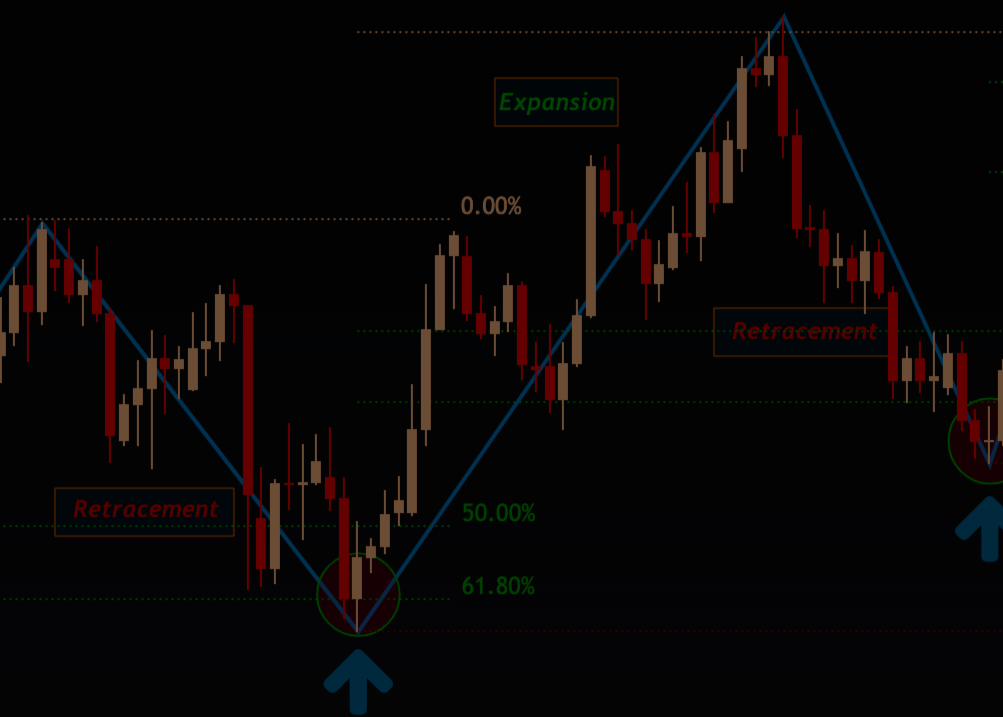 Expansion
0.00%
Retracement
Retracement
50.00%
61.80%